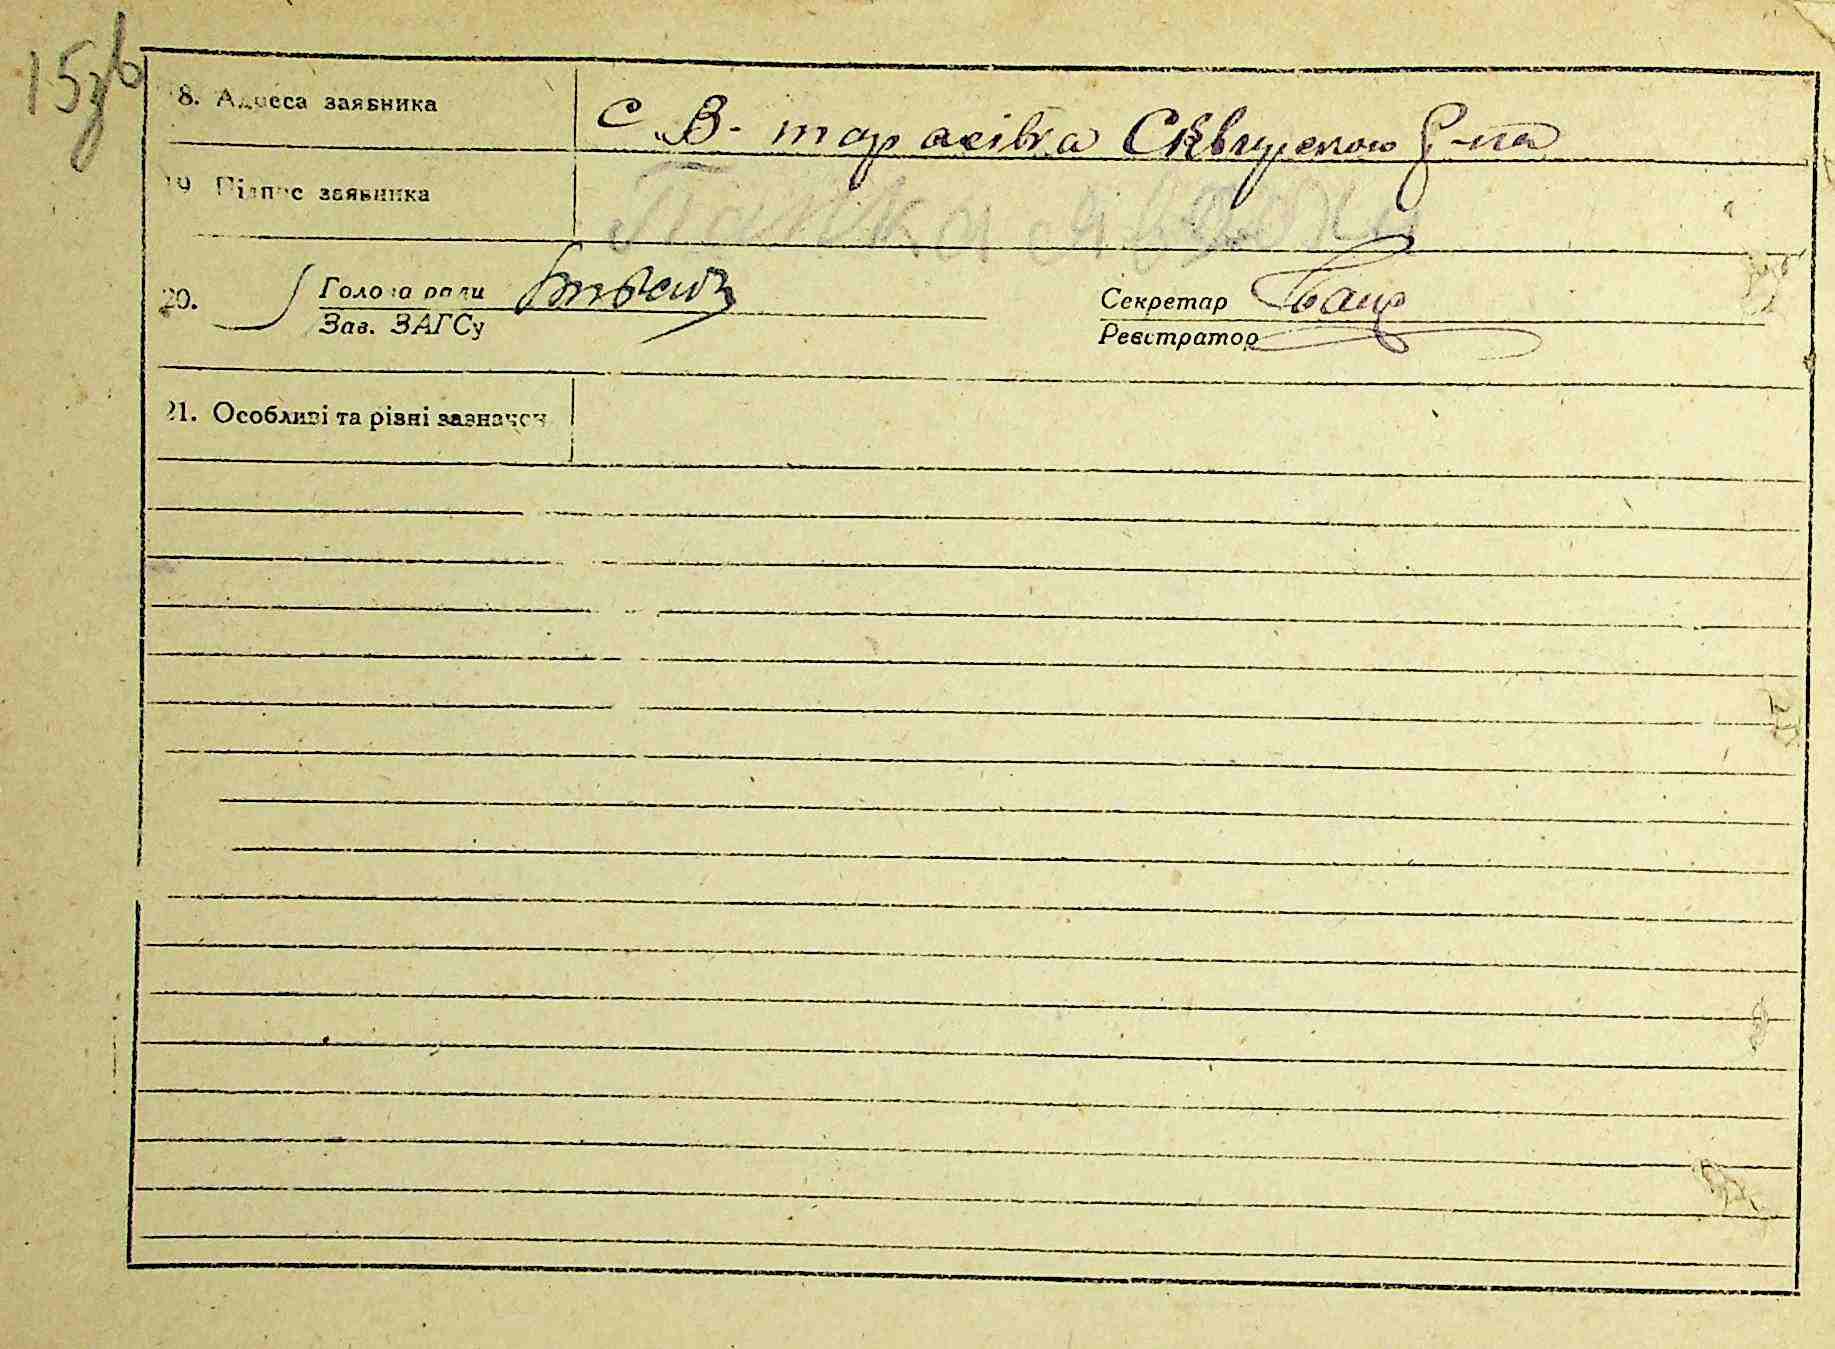 15зв
18. Адреса заявника с. В-тарасівка Сквирського р-на
19. Підпис заявника Панка
20. Голова ради Секретар
Зав. ЗАГСу Реєстратор
21. Особливі та різні зазначен